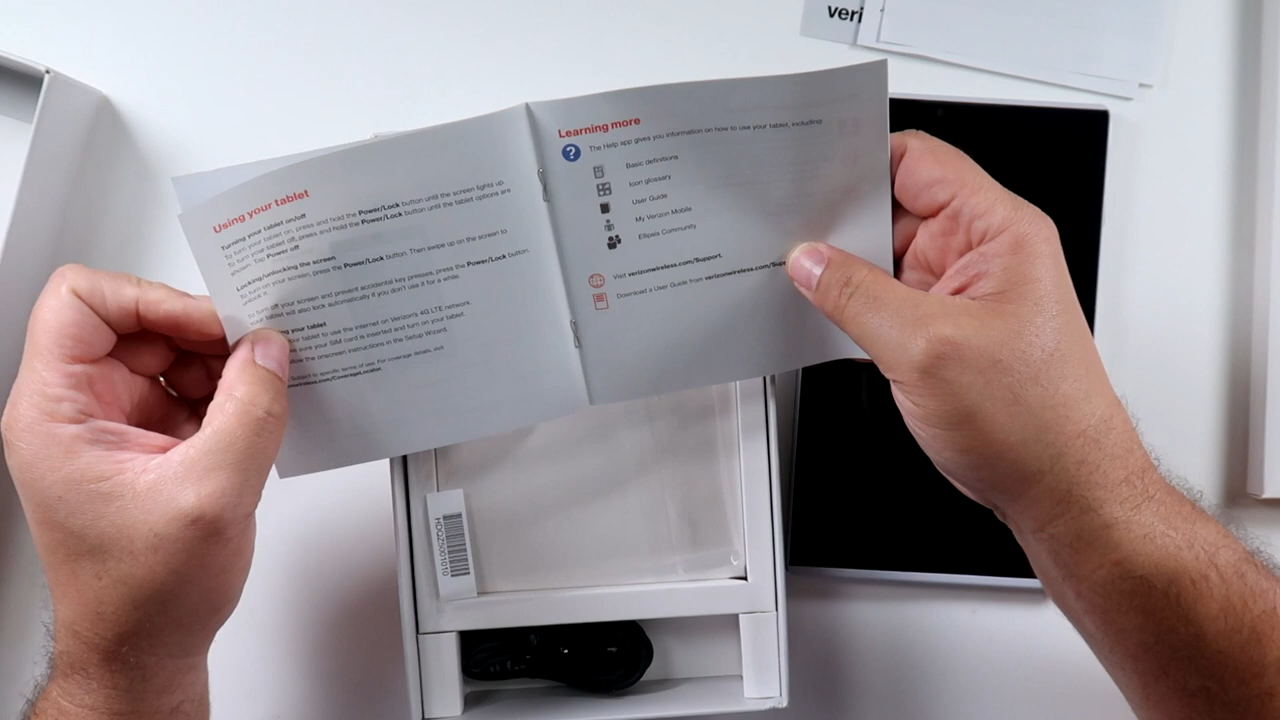 veri
Using your tablet
Turning your tablet on/off
To turn your tablet on, press and hold the Power/Lock button until the screen lights up.
To turn your tablet off, press and hold the Power/Lock button until the tablet options are
shown. Tap Power off
Locking/unlocking the screen
To turn on your screen, press the Power/Lock button. Then swipe up on the screen to
unlock it.
To turn off your screen and prevent accidental key presses, press the Power/Lock button.
Your tablet will also lock automatically if you don't use it for a while.
your tablet
your tablet to use the internet on Verizon's 4G LTE network.
sure your SIM card is inserted and turn on your tablet.
the onscreen instructions in the Setup Wizard.
Subject to specific terms of use. For coverage details, visit
wireless.com/CoverageLocator.
Learning more
? The Help app gives you information on how to use your tablet, including:
Basic definitions
Icon glossary
User Guide
My Verizon Mobile
Ellipsis Community
Visit verizonwireless.com/Support.
Download a User Guide from verizonwireless.com/Supp
HDQZ5001010